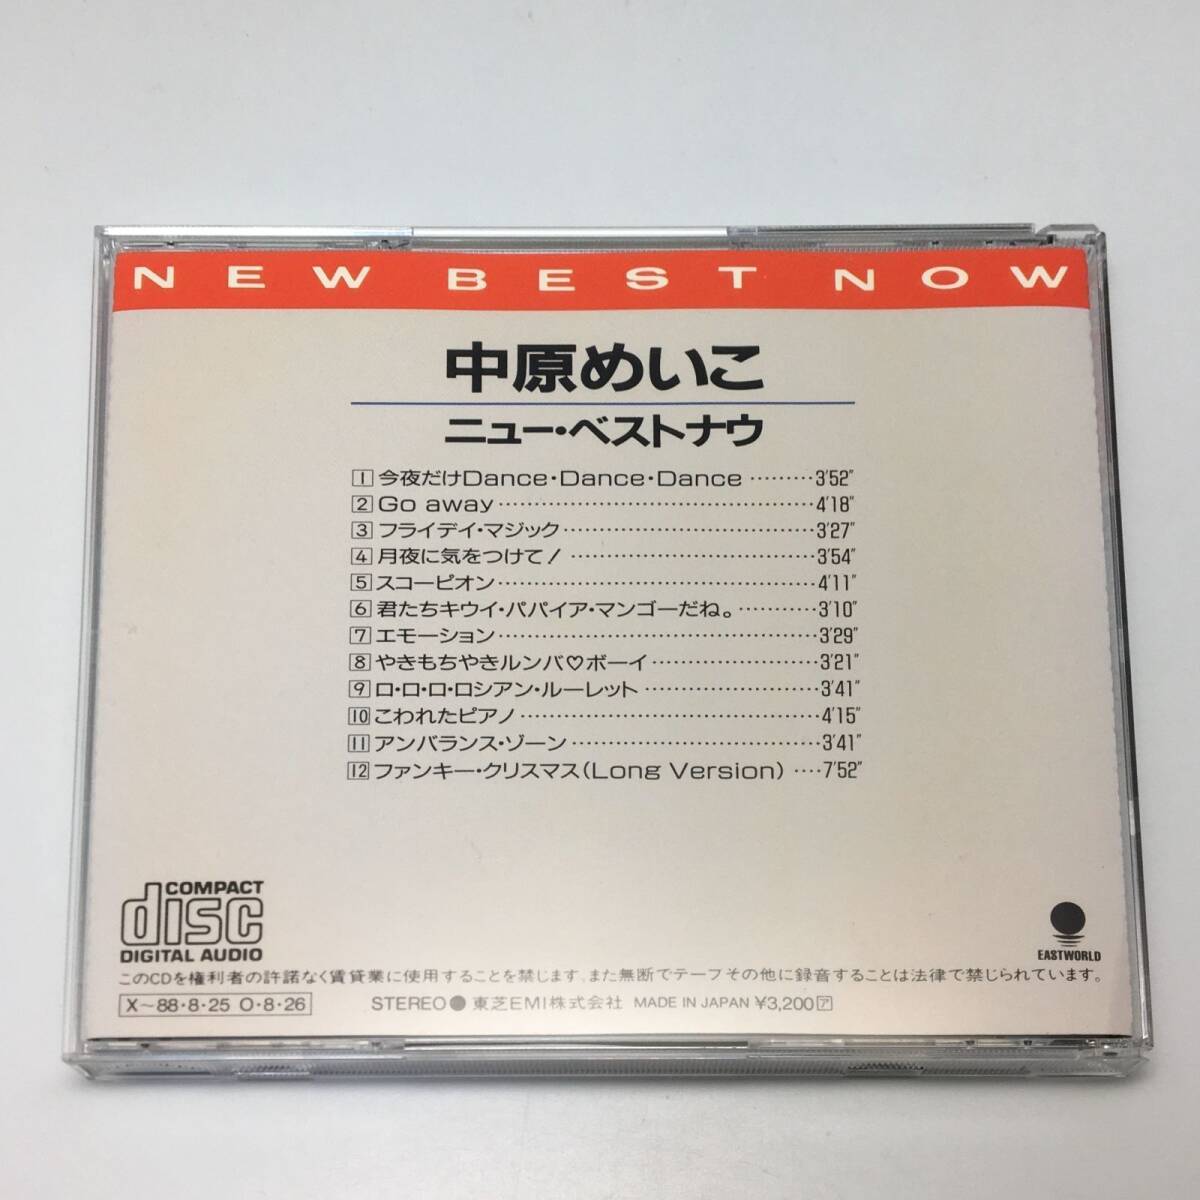 NEW BEST NOW
中原めいこ
ニュー・ベストナウ
1 今夜だけDance・Dance・Dance ………3'52"
2 Go away……………………………………4'18"
3 フライデイ・マジック……………………………3'27"
4 月夜に気をつけて！……………………………3'54"
5 スコーピオン……………………………………4'11"
6 君たちキウイ・パパイア・マンゴーだね。………3'10"
7 エモーション……………………………………3'29"
8 やきもちやきルンバ♡ボーイ…………………3'21"
9 ロ・ロ・ロ・ロシアン・ルーレット…………………3'41"
10 こわれたピアノ…………………………………4'15"
11 アンバランス・ゾーン……………………………3'41"
12 ファンキー・クリスマス(Long Version) ‥‥7'52"
COMPACT
disc
DIGITAL AUDIO
EASTWORLD
このCDを権利者の許諾なく賃貸業に使用することを禁じます。また無断でテープその他に録音することは法律で禁じられています。
X〜88・8・25 O・8・26
STEREO● 東芝EMI株式会社 MADE IN JAPAN ¥3,200ア